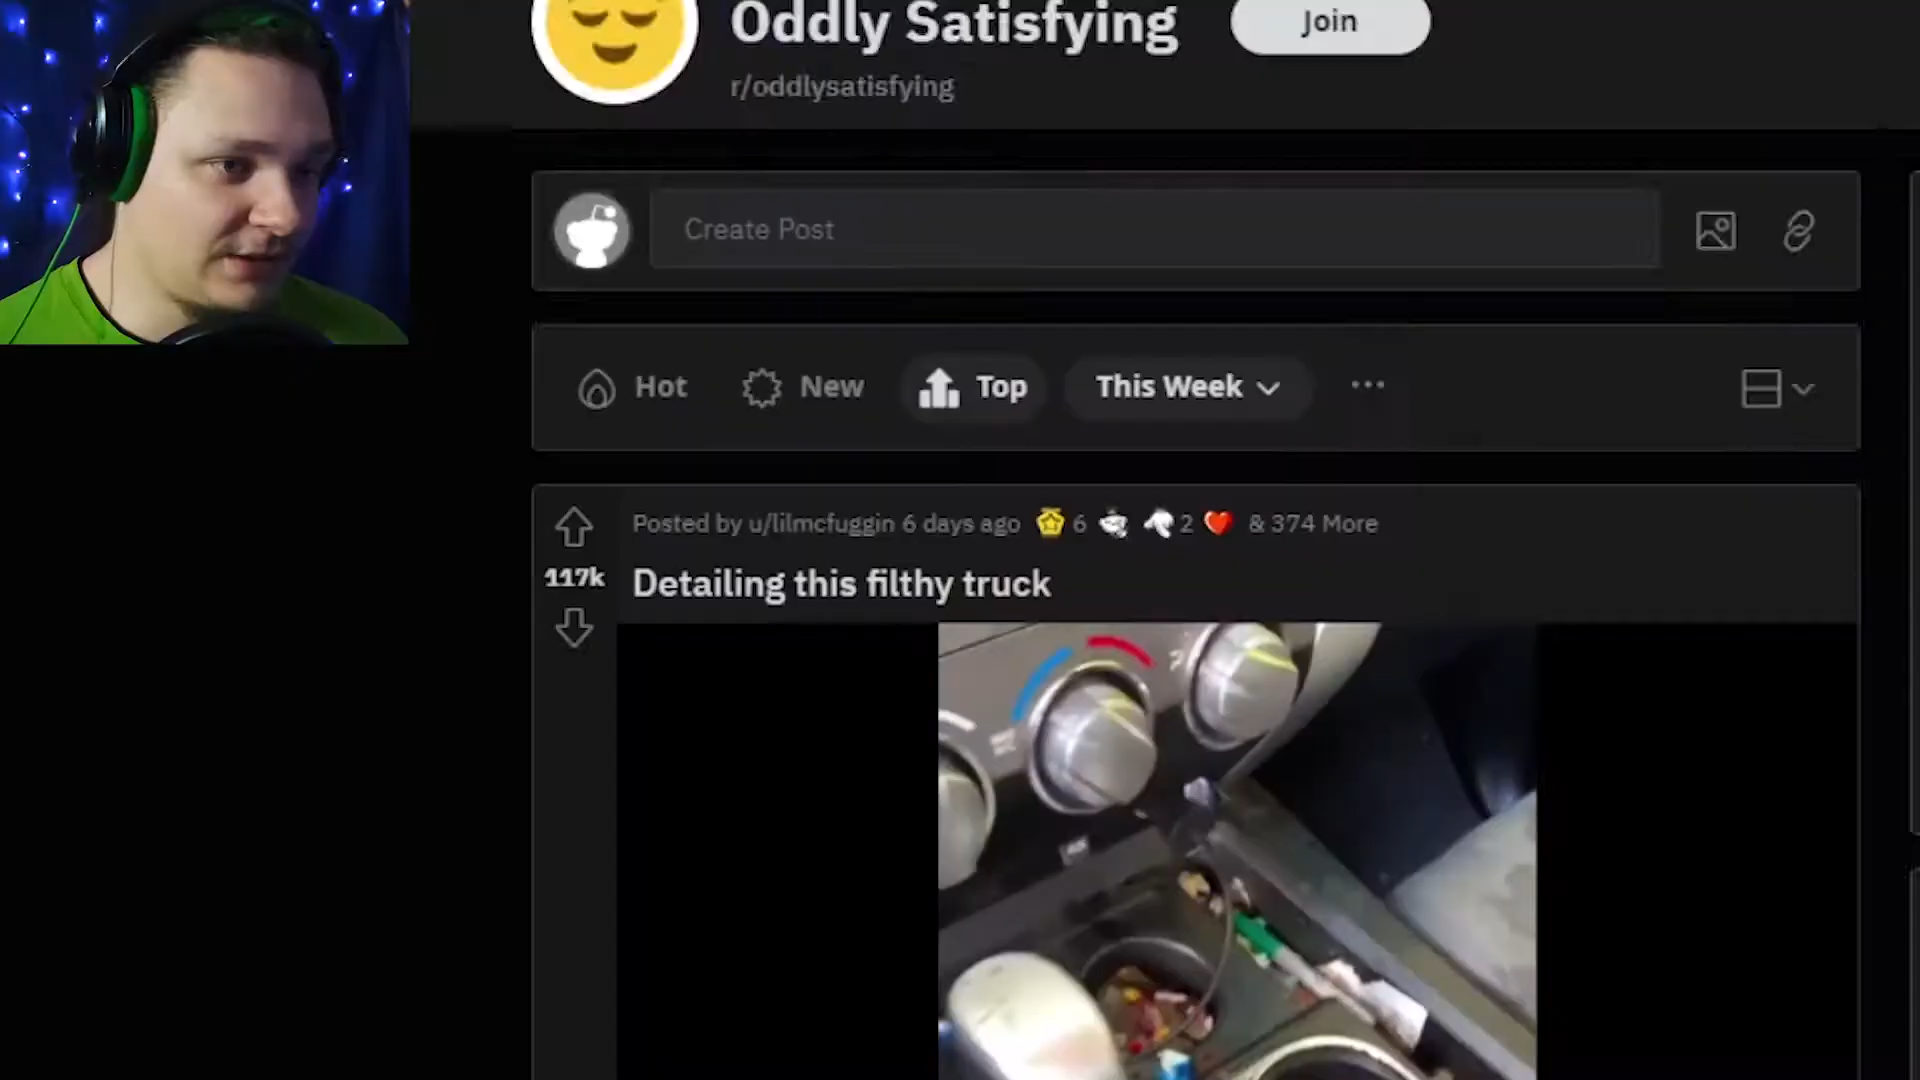 Oddly Satisfying
Join
r/oddlysatisfying
Create Post
Hot
New
Top
This Week
Posted by u/lilmcfuggin 6 days ago 6 2 & 374 More
117k
Detailing this filthy truck